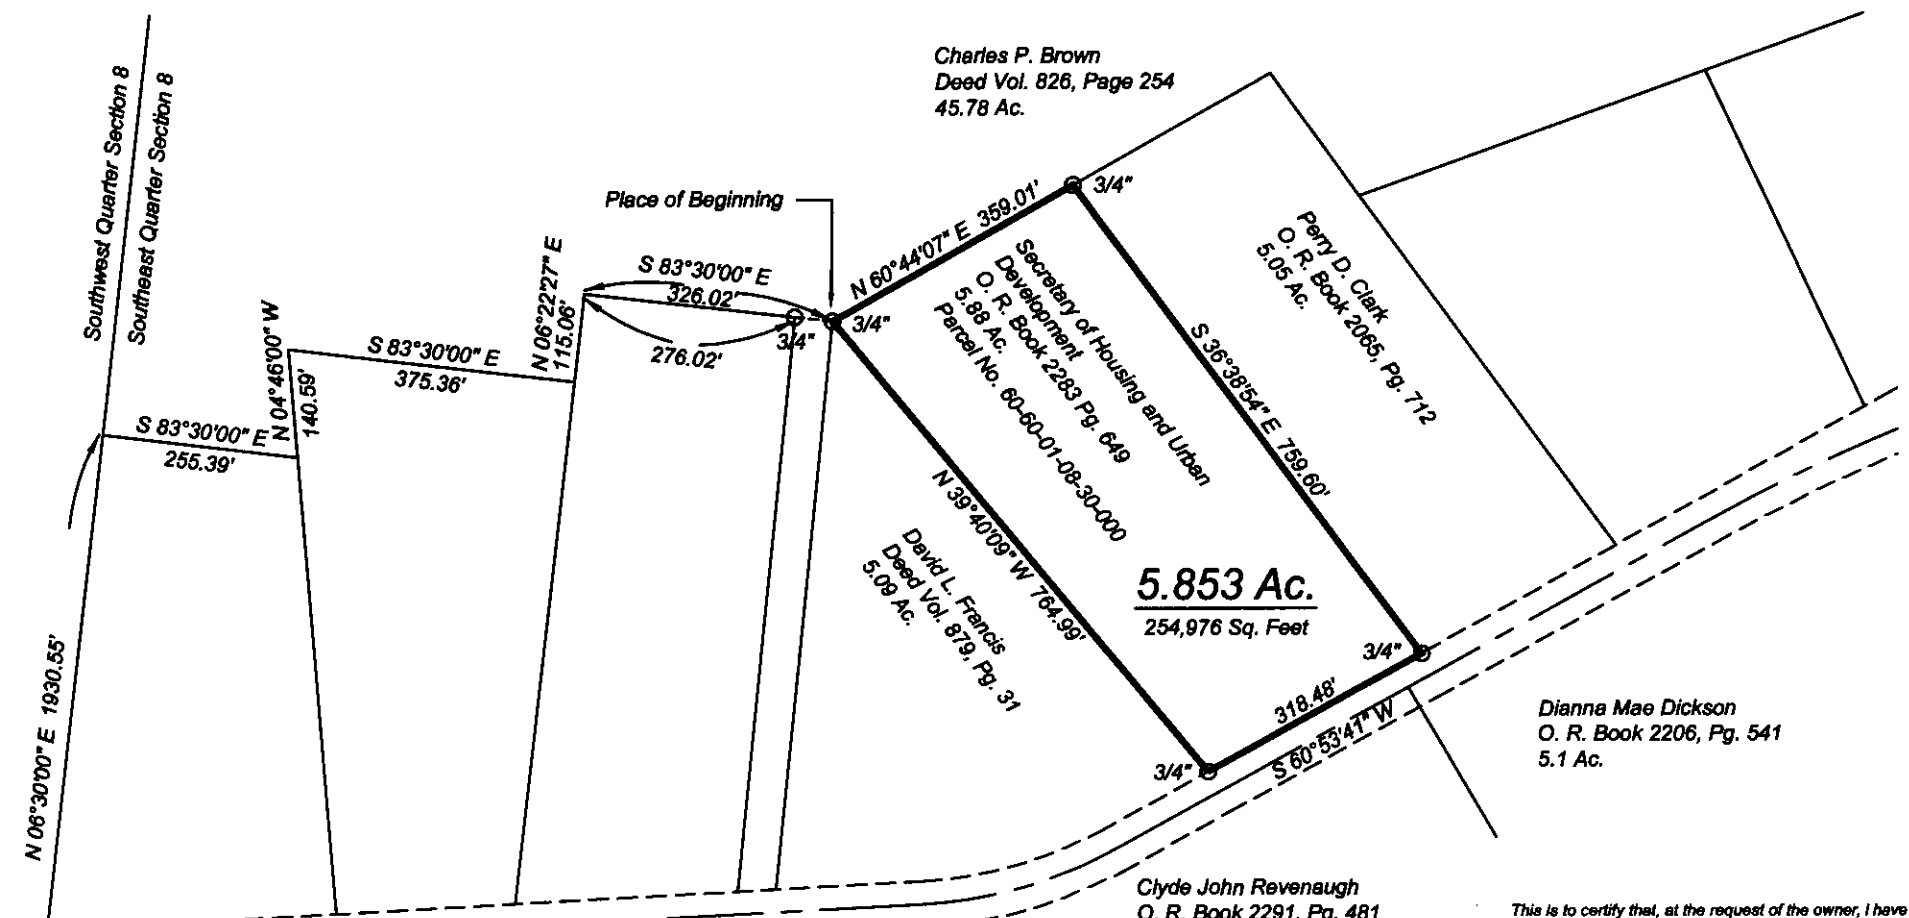 Charles P. Brown
Deed Vol. 826, Page 254
45.78 Ac.
Southwest Quarter Section 8
Southeast Quarter Section 8
Place of Beginning
N 60°44'07" E 359.01'
3/4"
Perry D. Clark
O. R. Book 2065, Pg. 712
5.05 Ac.
Secretary of Housing and Urban
Development
O. R. Book 2283 Pg. 649
5.88 Ac.
Parcel No. 60-60-01-08-30-000
S 36°38'54" E 759.60'
N 06°22'27" E
115.06'
S 83°30'00" E
326.02'
276.02'
3/4"
3/4"
N 04°46'00" W
140.59'
S 83°30'00" E
375.36'
S 83°30'00" E
255.39'
N 39°40'09" W 764.99'
David L. Francis
Deed Vol. 879, Pg. 31
5.09 Ac.
5.853 Ac.
254,976 Sq. Feet
3/4"
318.48'
S 60°53'41" W
3/4"
N 06°30'00" E 1930.55'
Dianna Mae Dickson
O. R. Book 2206, Pg. 541
5.1 Ac.
Clyde John Revenaugh
O. R. Book 2291, Pg. 481
This is to certify that, at the request of the owner, I have